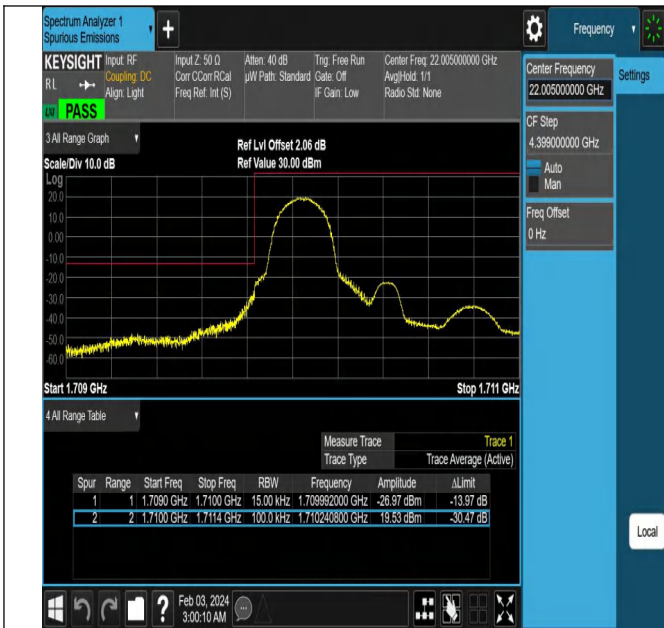 Spectrum Analyzer 1
Spurious Emissions
Frequency
KEYSIGHT
RL
PASS
Input: RF
Coupling: DC
Align: Light
Input Z: 50 Ω
Corr CCorr RCal
Freq Ref: Int (S)
Atten: 40 dB
µW Path: Standard
Trig: Free Run
Gate: Off
IF Gain: Low
Center Freq: 22.005000000 GHz
Avg|Hold: 1/1
Radio Std: None
Center Frequency
22.005000000 GHz
Settings
CF Step
4.399000000 GHz
Auto
Man
Freq Offset
0 Hz
3 All Range Graph
Scale/Div 10.0 dB
Ref Lvl Offset 2.06 dB
Ref Value 30.00 dBm
Log
20.0
10.0
0.00
-10.0
-20.0
-30.0
-40.0
-50.0
-60.0
Start 1.709 GHz
Stop 1.711 GHz
4 All Range Table
Measure Trace Trace 1
Trace Type Trace Average (Active)
Spur Range Start Freq Stop Freq RBW Frequency Amplitude ΔLimit
1 1 1.7090 GHz 1.7100 GHz 15.00 kHz 1.709992000 GHz -26.97 dBm -13.97 dB
2 2 1.7100 GHz 1.7114 GHz 100.0 kHz 1.710240800 GHz 19.53 dBm -30.47 dB
Local
Feb 03, 2024
3:00:10 AM